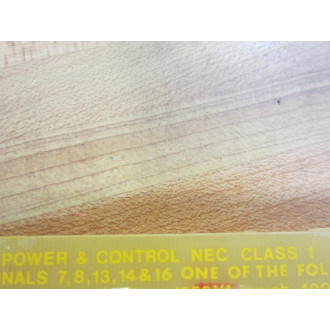 POWER & CONTROL NEC CLASS 1
NALS 7,8,13,14 & 16 ONE OF THE FOL